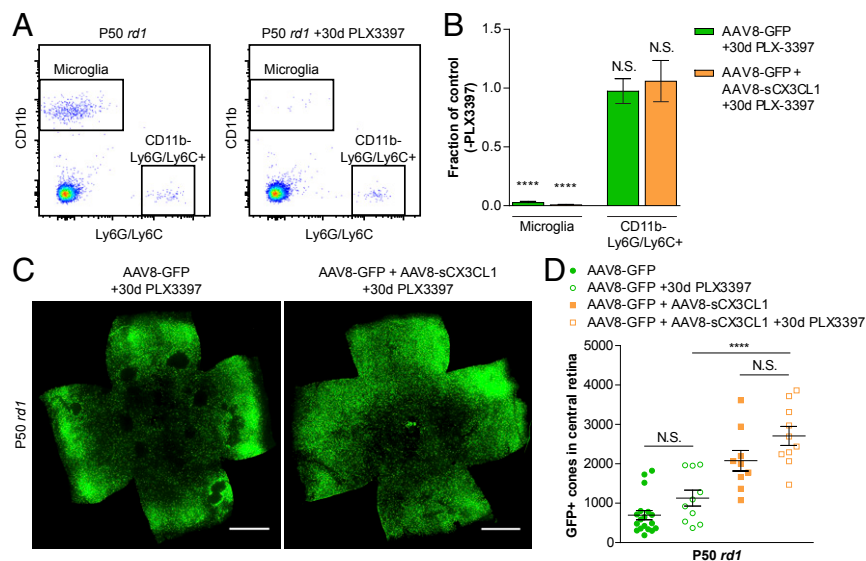 A
P50 rd1
P50 rd1 +30d PLX3397
Microglia
Microglia
CD11b-
Ly6G/Ly6C+
CD11b-
Ly6G/Ly6C+
CD11b
CD11b
Ly6G/Ly6C
Ly6G/Ly6C
B
AAV8-GFP
+30d PLX-3397
AAV8-GFP +
AAV8-sCX3CL1
+30d PLX-3397
Fraction of control
(-PLX3397)
1.5
1.0
0.5
0.0
N.S.
N.S.
****
****
Microglia
CD11b-
Ly6G/Ly6C+
C
AAV8-GFP
+30d PLX3397
AAV8-GFP + AAV8-sCX3CL1
+30d PLX3397
P50 rd1
D
AAV8-GFP
AAV8-GFP +30d PLX3397
AAV8-GFP + AAV8-sCX3CL1
AAV8-GFP + AAV8-sCX3CL1 +30d PLX3397
GFP+ cones in central retina
5000
4000
3000
2000
1000
0
****
N.S.
N.S.
P50 rd1